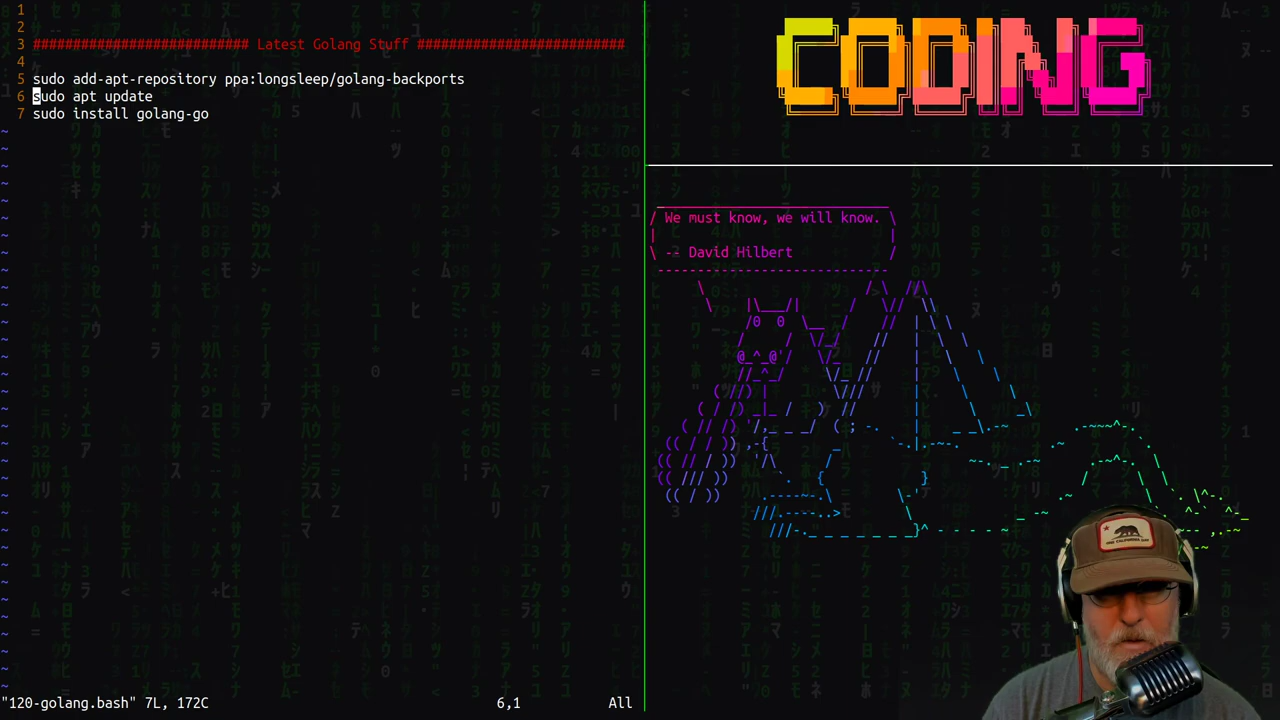 1
2
3 ########################### Latest Golang Stuff ##########################
4
5 sudo add-apt-repository ppa:longsleep/golang-backports
6 sudo apt update
7 sudo install golang-go
"120-golang.bash" 7L, 172C 6,1 All
CODING
We must know, we will know.
-- David Hilbert